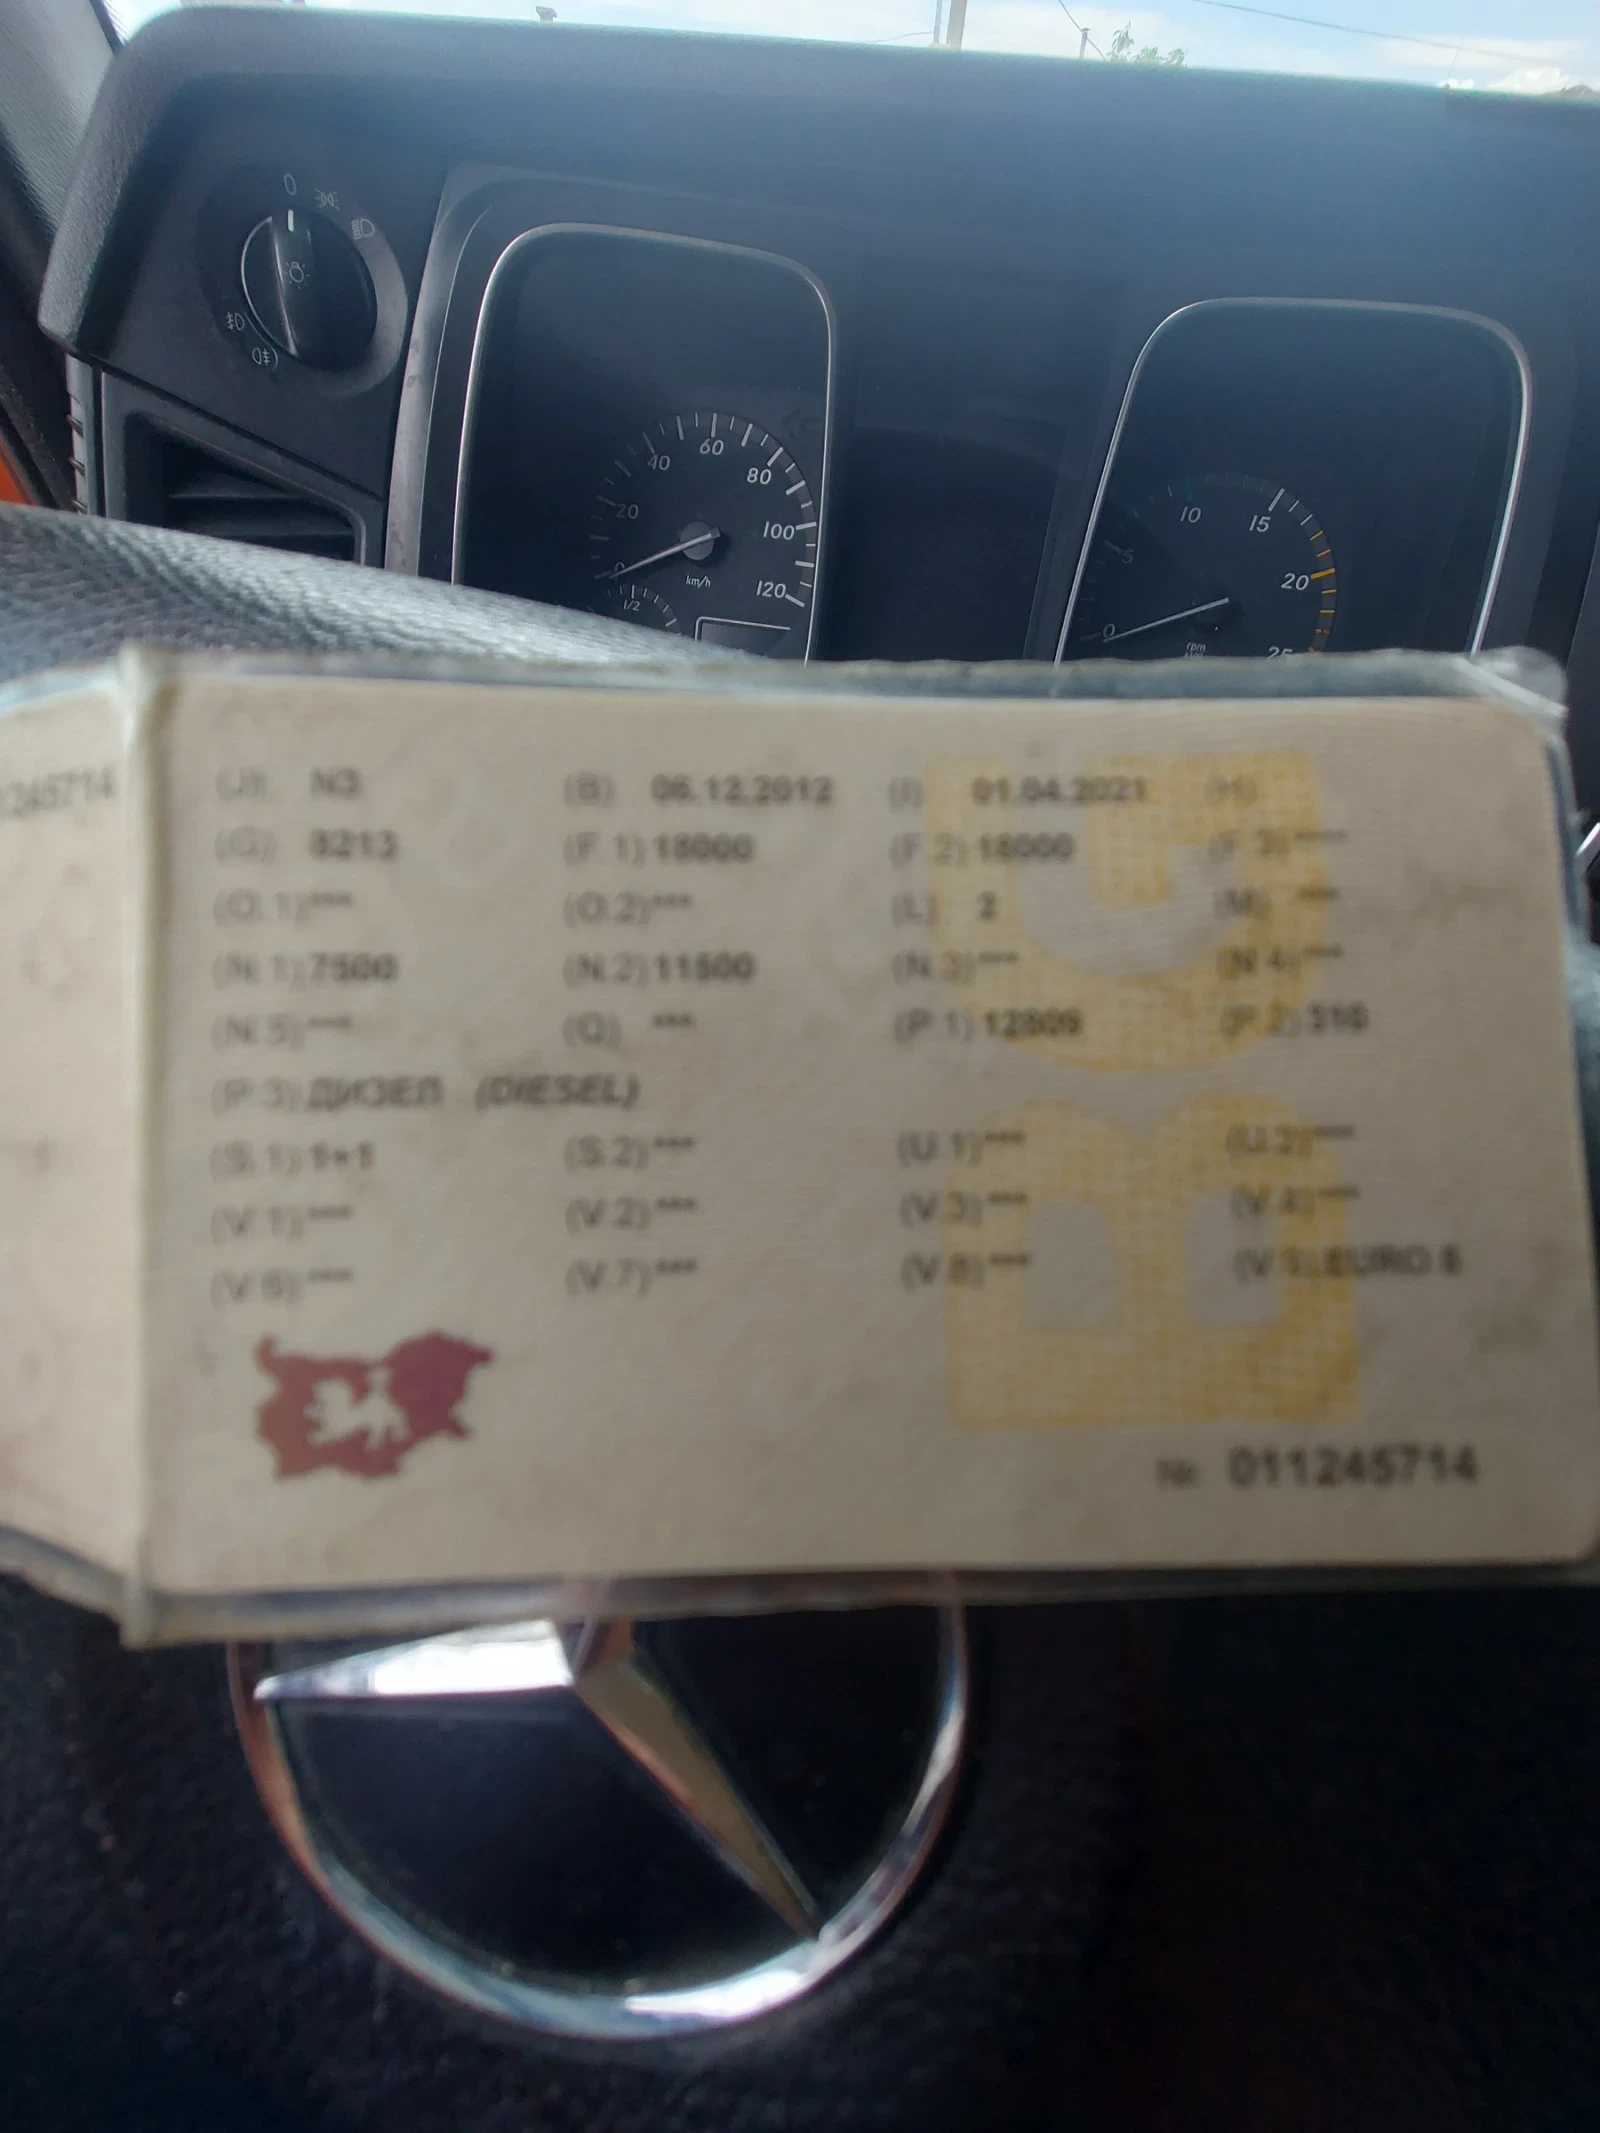 0
20
40
60
80
100
120
km/h
1/2
0
5
10
15
20
25
rpm
(J) N3 (B) 06.12.2012 (I) 01.04.2021 (H)
(G) 8213 (F.1) 18000 (F.2) 18000 (F.3) ***
(O.1) *** (O.2) *** (L) 2 (M) ***
(N.1) 7500 (N.2) 11500 (N.3) *** (N.4) ***
(N.5) *** (Q) *** (P.1) 12809 (P.2) 310
(P.3) ДИЗЕЛ (DIESEL)
(S.1) 1+1 (S.2) *** (U.1) *** (U.2) ***
(V.1) *** (V.2) *** (V.3) *** (V.4) ***
(V.6) *** (V.7) *** (V.8) *** (V.9) EURO
BG
№ 011245714